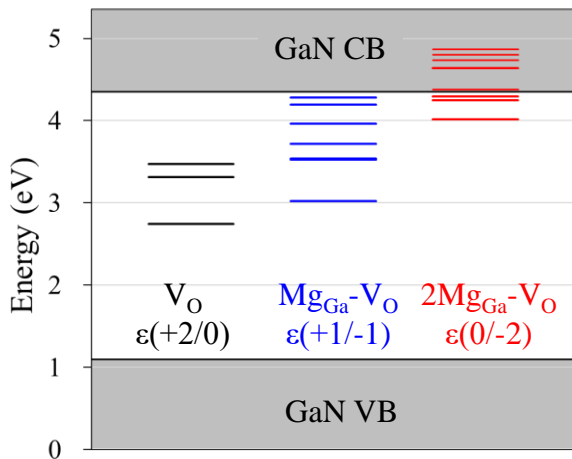 Energy (eV)
5
4
3
2
1
0
GaN CB
V_O
ε(+2/0)
Mg_Ga-V_O
ε(+1/-1)
2Mg_Ga-V_O
ε(0/-2)
GaN VB